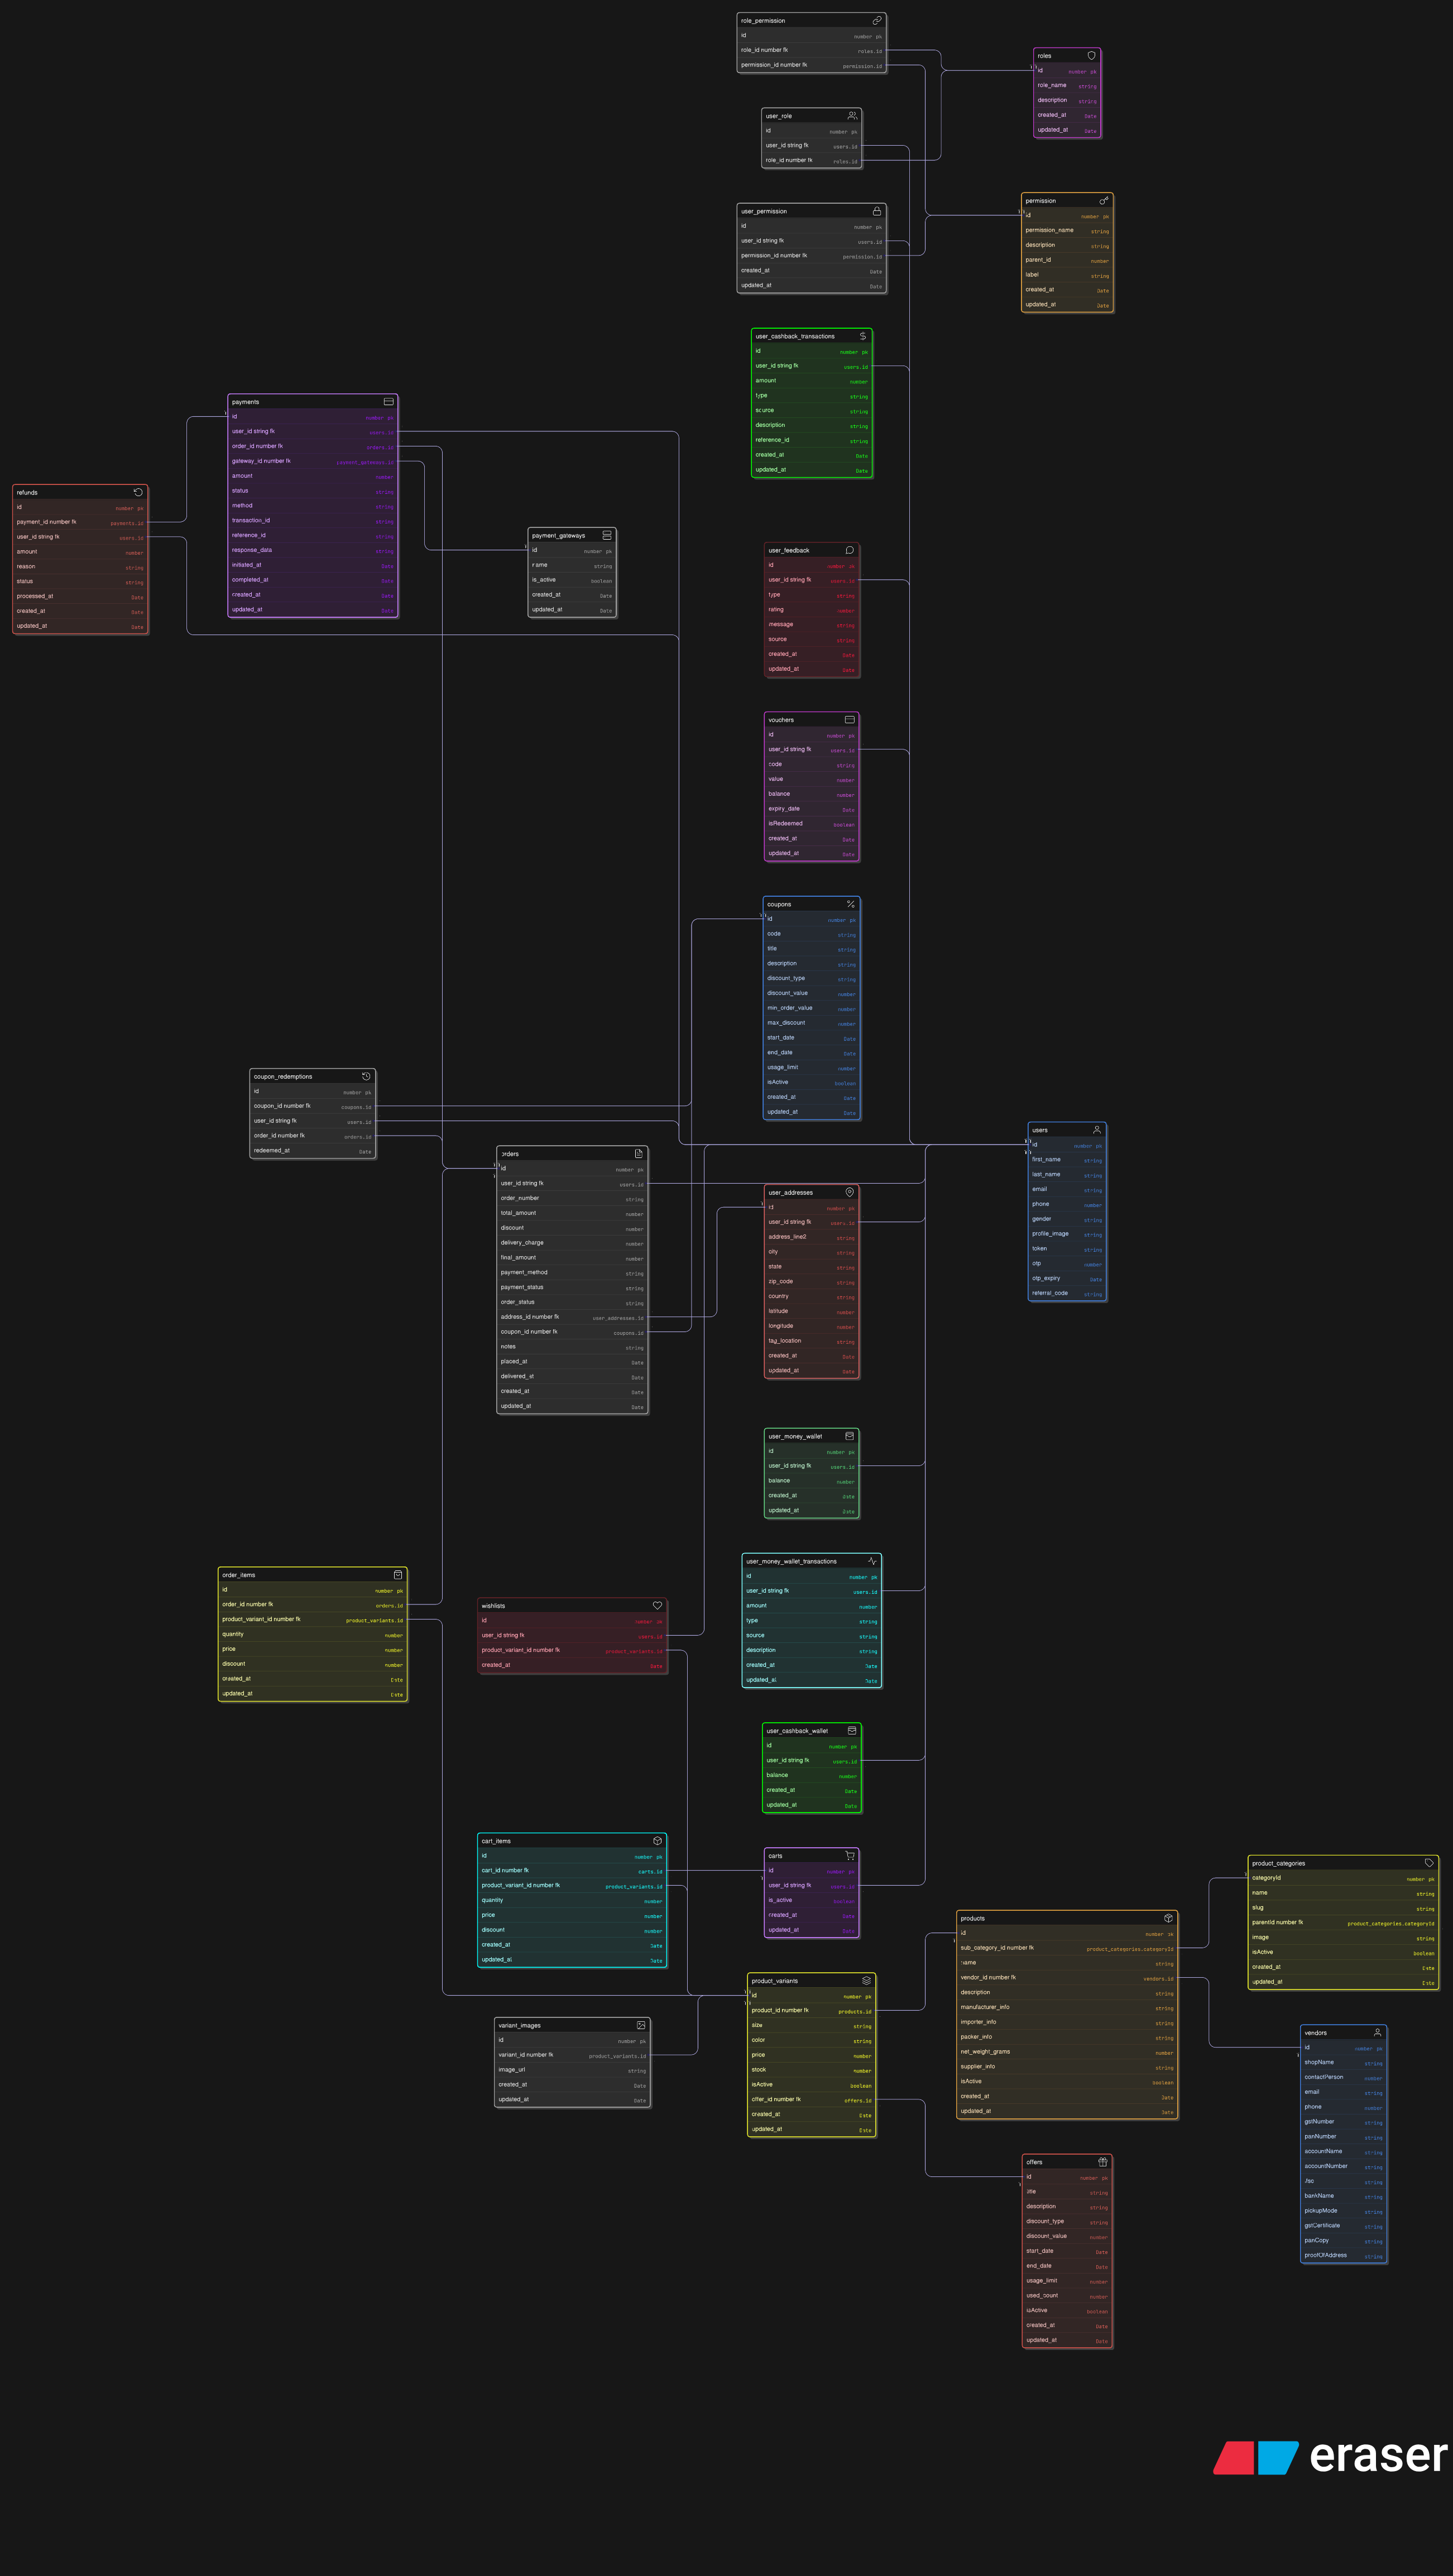 role_permission
id number pk
role_id number fk roles.id
permission_id number fk permission.id
roles
id number pk
role_name string
description string
created_at Date
updated_at Date
user_role
id number pk
user_id string fk users.id
role_id number fk roles.id
permission
id number pk
permission_name string
description string
parent_id number
label string
created_at Date
updated_at Date
user_permission
id number pk
user_id string fk users.id
permission_id number fk permission.id
created_at Date
updated_at Date
user_cashback_transactions
id number pk
user_id string fk users.id
amount number
type string
source string
description string
reference_id string
created_at Date
updated_at Date
payments
id number pk
user_id string fk users.id
order_id number fk orders.id
gateway_id number fk payment_gateways.id
amount number
status string
method string
transaction_id string
reference_id string
response_data string
initiated_at Date
completed_at Date
created_at Date
updated_at Date
refunds
id number pk
payment_id number fk payments.id
user_id string fk users.id
amount number
reason string
status string
processed_at Date
created_at Date
updated_at Date
payment_gateways
id number pk
name string
is_active boolean
created_at Date
updated_at Date
user_feedback
id number pk
user_id string fk users.id
type string
rating number
message string
source string
created_at Date
updated_at Date
vouchers
id number pk
user_id string fk users.id
code string
value number
balance number
expiry_date Date
isRedeemed boolean
created_at Date
updated_at Date
coupons
id number pk
code string
title string
description string
discount_type string
discount_value number
min_order_value number
max_discount number
start_date Date
end_date Date
usage_limit number
isActive boolean
created_at Date
updated_at Date
coupon_redemptions
id number pk
coupon_id number fk coupons.id
user_id string fk users.id
order_id number fk orders.id
redeemed_at Date
users
id number pk
first_name string
last_name string
email string
phone number
gender string
profile_image string
token string
otp number
otp_expiry Date
referral_code string
orders
id number pk
user_id string fk users.id
order_number string
total_amount number
discount number
delivery_charge number
final_amount number
payment_method string
payment_status string
order_status string
address_id number fk user_addresses.id
coupon_id number fk coupons.id
notes string
placed_at Date
delivered_at Date
created_at Date
updated_at Date
user_addresses
id number pk
user_id string fk users.id
address_line2 string
city string
state string
zip_code string
country string
latitude number
longitude number
tag_location string
created_at Date
updated_at Date
user_money_wallet
id number pk
user_id string fk users.id
balance number
created_at Date
updated_at Date
user_money_wallet_transactions
id number pk
user_id string fk users.id
amount number
type string
source string
description string
created_at Date
updated_at Date
order_items
id number pk
order_id number fk orders.id
product_variant_id number fk product_variants.id
quantity number
price number
discount number
created_at Date
updated_at Date
wishlists
id number pk
user_id string fk users.id
product_variant_id number fk product_variants.id
created_at Date
user_cashback_wallet
id number pk
user_id string fk users.id
balance number
created_at Date
updated_at Date
cart_items
id number pk
cart_id number fk carts.id
product_variant_id number fk product_variants.id
quantity number
price number
discount number
created_at Date
updated_at Date
carts
id number pk
user_id string fk users.id
is_active boolean
created_at Date
updated_at Date
product_categories
categoryId number pk
name string
slug string
parentId number fk product_categories.categoryId
image string
isActive boolean
created_at Date
updated_at Date
products
id number pk
sub_category_id number fk product_categories.categoryId
name string
vendor_id number fk vendors.id
description string
manufacturer_info string
importer_info string
packer_info string
net_weight_grams number
supplier_info string
isActive boolean
created_at Date
updated_at Date
product_variants
id number pk
product_id number fk products.id
size string
color string
price number
stock number
isActive boolean
offer_id number fk offers.id
created_at Date
updated_at Date
variant_images
id number pk
variant_id number fk product_variants.id
image_url string
created_at Date
updated_at Date
vendors
id number pk
shopName string
contactPerson number
email string
phone number
gstNumber string
panNumber string
accountName string
accountNumber string
ifsc string
bankName string
pickupMode string
gstCertificate string
panCopy string
proofOfAddress string
offers
id number pk
title string
description string
discount_type string
discount_value number
start_date Date
end_date Date
usage_limit number
used_count number
isActive boolean
created_at Date
updated_at Date
eraser